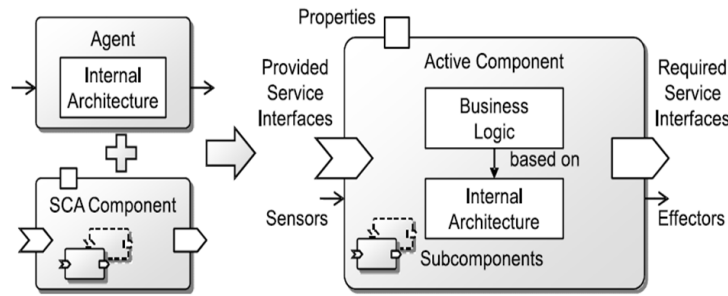 Agent
Internal
Architecture
SCA Component
Properties
Provided
Service
Interfaces
Sensors
Active Component
Business
Logic
based on
Internal
Architecture
Subcomponents
Required
Service
Interfaces
Effectors